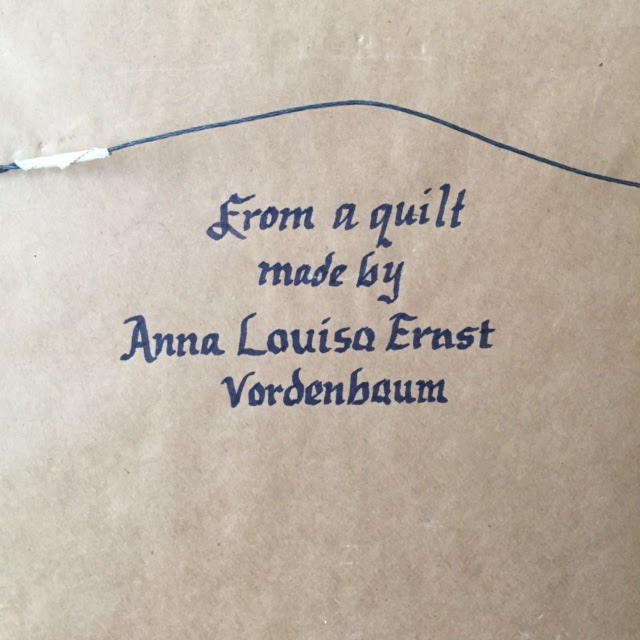 From a quilt
made by
Anna Louisa Ernst
Vordenbaum